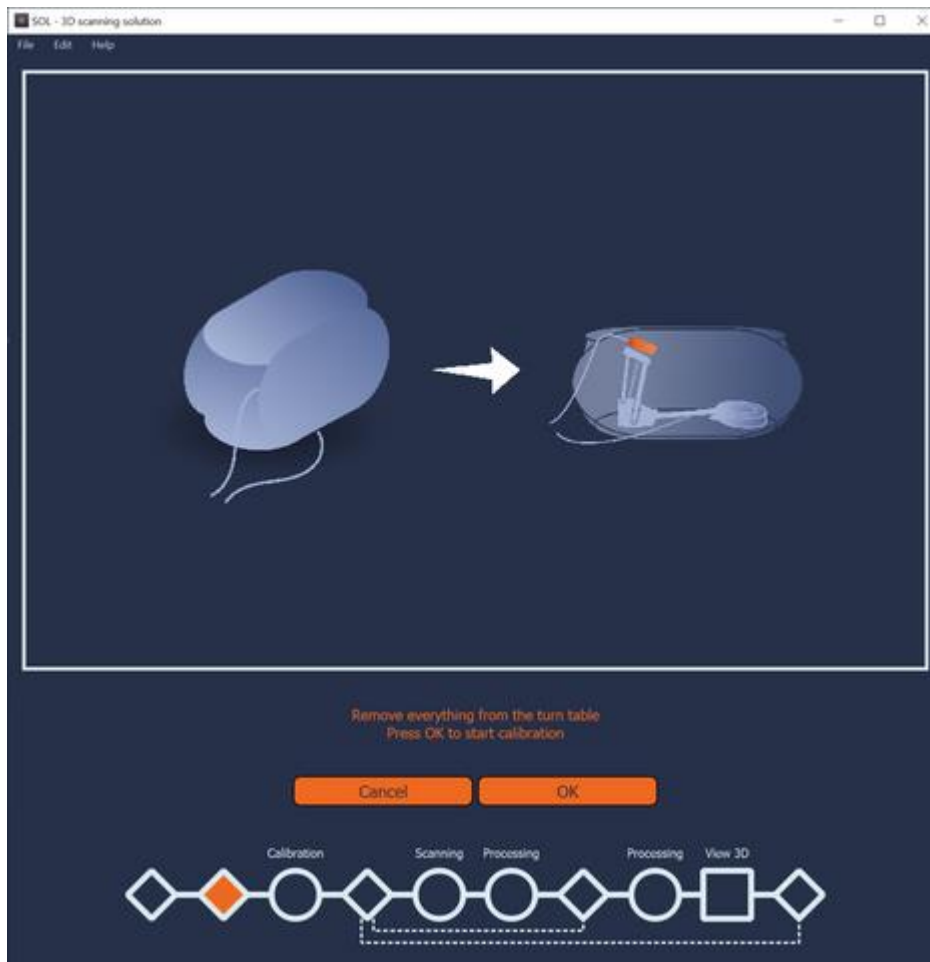 SOL - 3D scanning solution
File Edit Help
Remove everything from the turn table
Press OK to start calibration
Cancel OK
Calibration Scanning Processing Processing View 3D